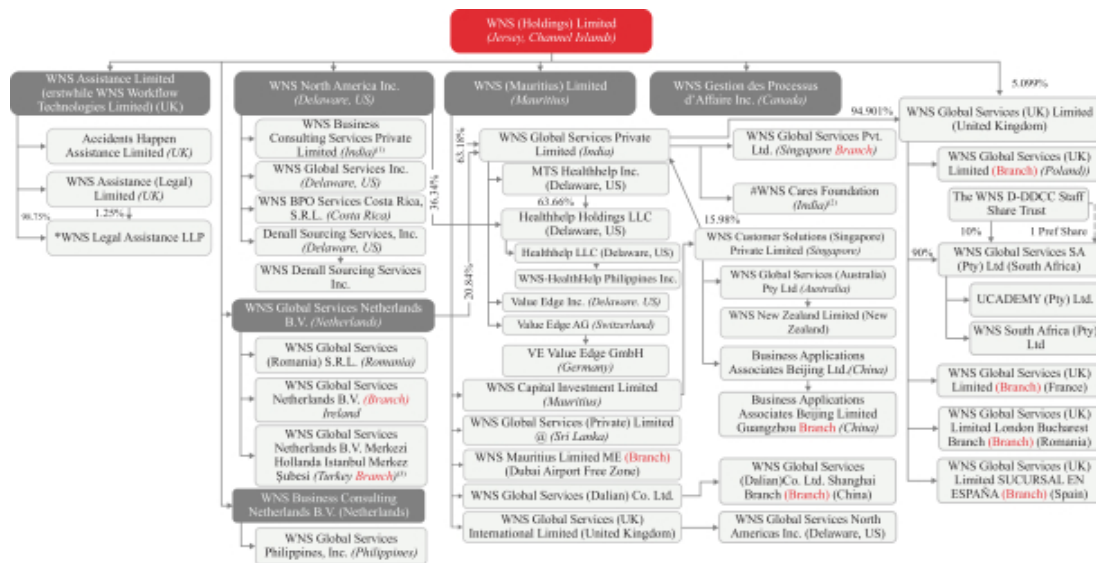 WNS (Holdings) Limited
(Jersey, Channel Islands)
WNS Assistance Limited
(erstwhile WNS Workflow
Technologies Limited) (UK)
Accidents Happen
Assistance Limited (UK)
WNS Assistance (Legal)
Limited (UK)
98.75%
1.25%
*WNS Legal Assistance LLP
WNS North America Inc.
(Delaware, US)
WNS Business
Consulting Services Private
Limited (India)(1)
WNS Global Services Inc.
(Delaware, US)
WNS BPO Services Costa Rica,
S.R.L. (Costa Rica)
Denall Sourcing Services, Inc.
(Delaware, US)
WNS Denall Sourcing Services
Inc.
36.34%
WNS Global Services Netherlands
B.V. (Netherlands)
20.84%
WNS Global Services
(Romania) S.R.L. (Romania)
WNS Global Services
Netherlands B.V. (Branch)
Ireland
WNS Global Services
Netherlands B.V. Merkezi
Hollanda Istanbul Merkez
Şubesi (Turkey Branch)(3)
WNS Business Consulting
Netherlands B.V. (Netherlands)
WNS Global Services
Philippines, Inc. (Philippines)
WNS (Mauritius) Limited
(Mauritius)
63.18%
WNS Global Services Private
Limited (India)
MTS Healthhelp Inc.
(Delaware, US)
63.66%
Healthhelp Holdings LLC
(Delaware, US)
Healthhelp LLC (Delaware, US)
WNS-HealthHelp Philippines Inc.
Value Edge Inc. (Delaware. US)
Value Edge AG (Switzerland)
VE Value Edge GmbH
(Germany)
WNS Capital Investment Limited
(Mauritius)
WNS Global Services (Private) Limited
@ (Sri Lanka)
WNS Mauritius Limited ME (Branch)
(Dubai Airport Free Zone)
WNS Global Services (Dalian) Co. Ltd.
WNS Global Services (UK)
International Limited (United Kingdom)
WNS Gestion des Processus
d'Affaire Inc. (Canada)
WNS Global Services Pvt.
Ltd. (Singapore Branch)
#WNS Cares Foundation
(India)(2)
15.98%
WNS Customer Solutions (Singapore)
Private Limited (Singapore)
WNS Global Services (Australia)
Pty Ltd (Australia)
WNS New Zealand Limited (New
Zealand)
Business Applications
Associates Beijing Ltd.(China)
Business Applications
Associates Beijing Limited
Guangzhou Branch (China)
WNS Global Services
(Dalian)Co. Ltd. Shanghai
Branch (Branch) (China)
WNS Global Services North
Americas Inc. (Delaware, US)
5.099%
94.901%
WNS Global Services (UK) Limited
(United Kingdom)
WNS Global Services (UK)
Limited (Branch) (Poland))
The WNS D-DDCC Staff
Share Trust
10%
1 Pref Share
90%
WNS Global Services SA
(Pty) Ltd (South Africa)
UCADEMY (Pty) Ltd.
WNS South Africa (Pty)
Ltd
WNS Global Services (UK)
Limited (Branch) (France)
WNS Global Services (UK)
Limited London Bucharest
Branch (Branch) (Romania)
WNS Global Services (UK)
Limited SUCURSAL EN
ESPAÑA (Branch) (Spain)